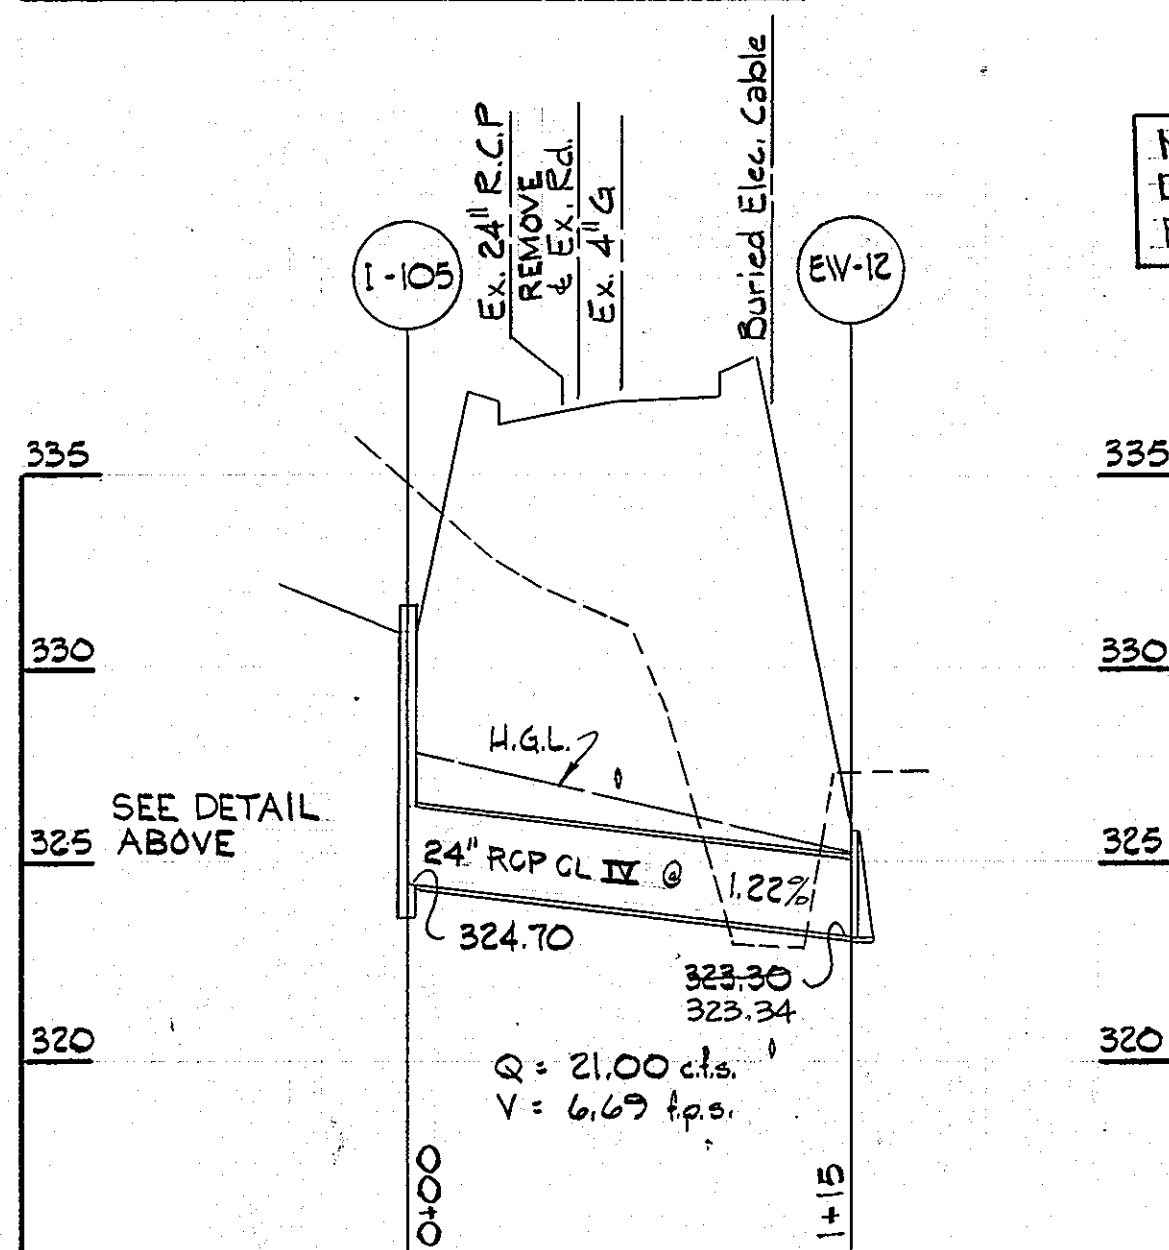 Ex. 24" R.C.P
REMOVE
& Ex. Rd.
Ex. 4" G
Buried Elec. Cable
I-105
EW-12
335
335
330
330
H.G.L.
SEE DETAIL
ABOVE
325
325
24" RCP CL IV @ 1.22%
324.70
323.30
323.34
320
320
Q = 21.00 c.f.s.
V = 6.69 f.p.s.
0+00
1+15